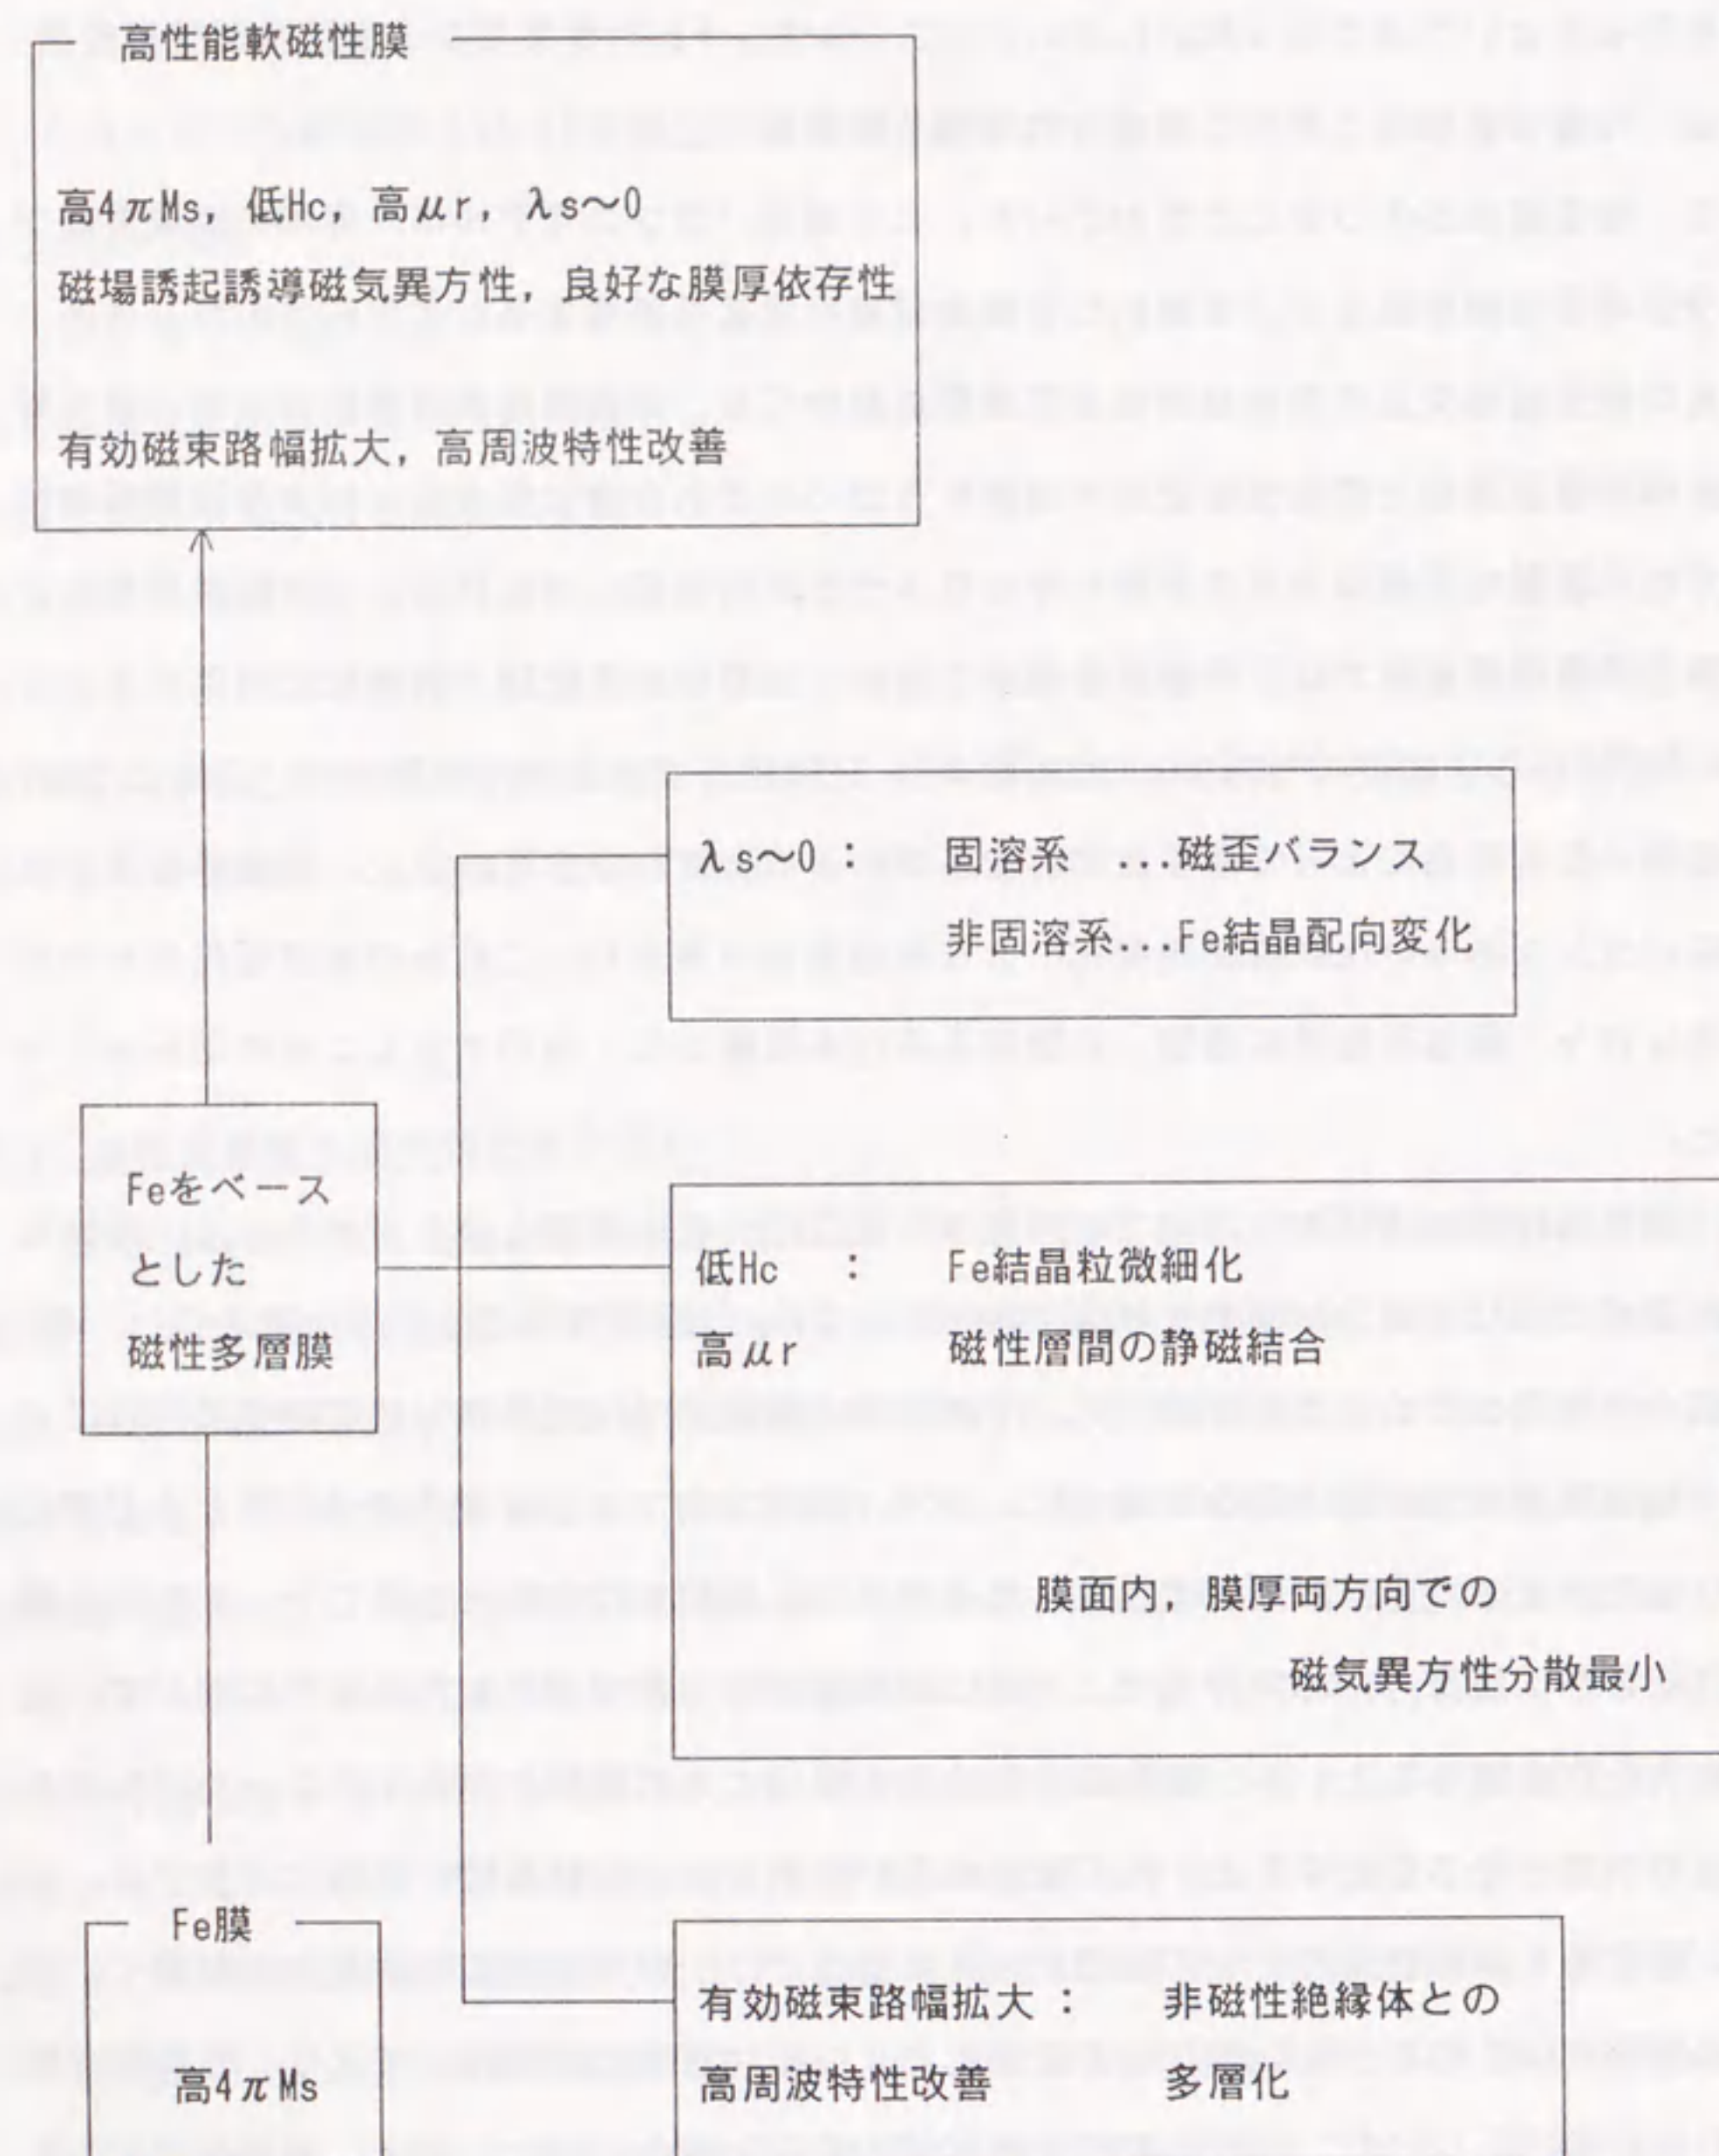 高性能軟磁性膜
高4πMs, 低Hc, 高μr, λs～0
磁場誘起誘導磁気異方性, 良好な膜厚依存性
有効磁束路幅拡大, 高周波特性改善
λs～0 : 固溶系 ...磁歪バランス
非固溶系...Fe結晶配向変化
Feをベース
とした
磁性多層膜
低Hc : Fe結晶粒微細化
高μr 磁性層間の静磁結合
膜面内, 膜厚両方向での
磁気異方性分散最小
Fe膜
高4πMs
有効磁束路幅拡大 : 非磁性絶縁体との
高周波特性改善 多層化